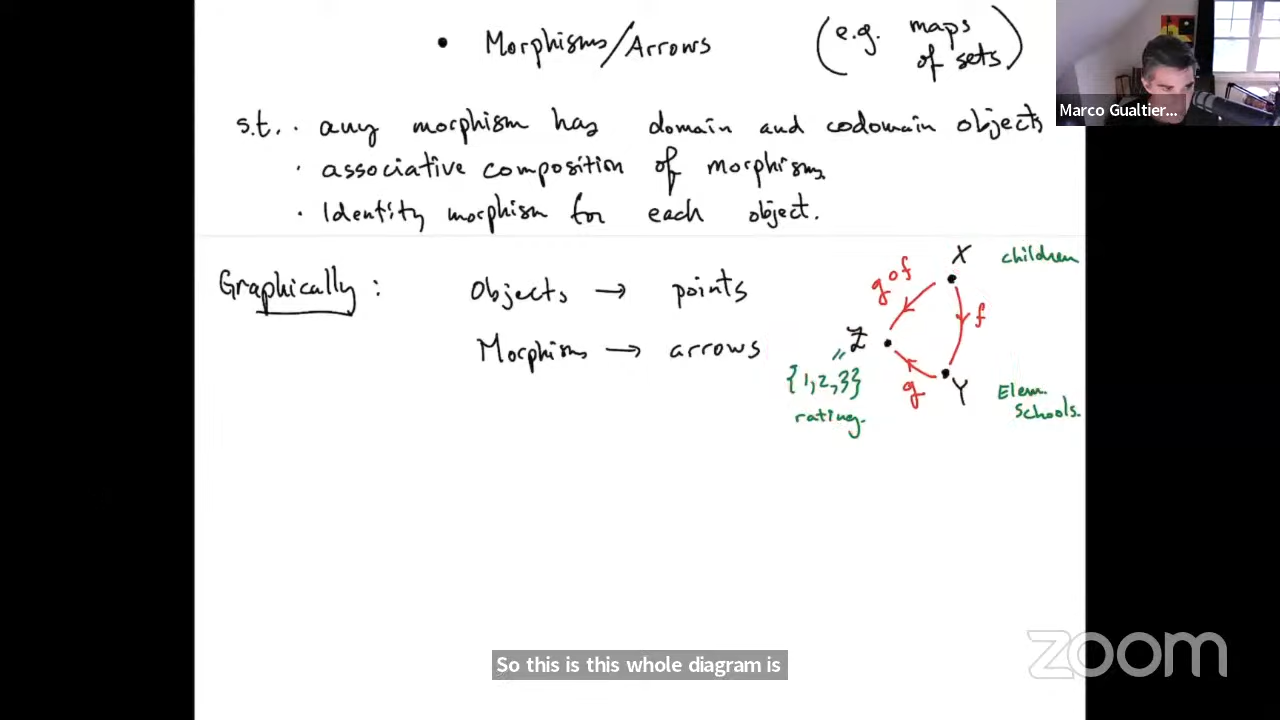 • Morphisms/Arrows (e.g. maps of sets)
Marco Gualtier...
s.t. · any morphism has domain and codomain objects
· associative composition of morphisms.
· Identity morphism for each object.
Graphically : Objects → points
Morphisms → arrows
X children
g∘f
f
Z
{1,2,3}
rating.
g
Y Elem. Schools.
So this is this whole diagram is
zoom